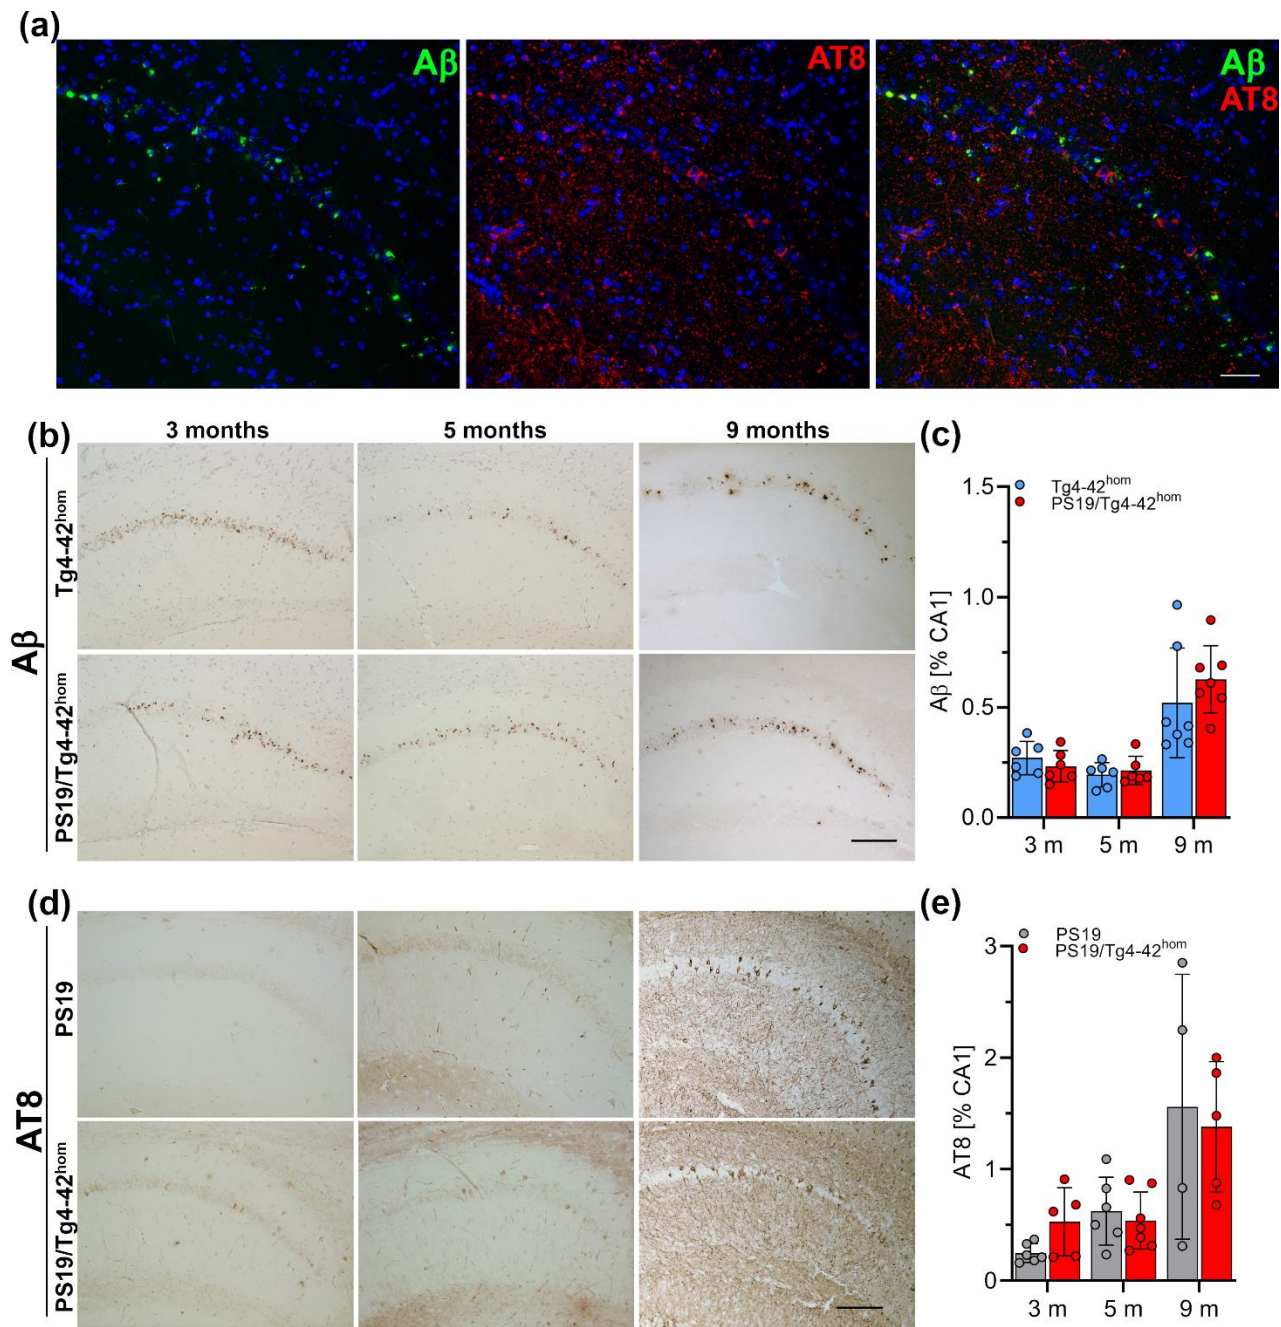 (a)
Aβ
AT8
Aβ
AT8
(b)
3 months
5 months
9 months
Aβ
Tg4-42hom
PS19/Tg4-42hom
(c)
Tg4-42hom
PS19/Tg4-42hom
Aβ [% CA1]
1.5
1.0
0.5
0.0
3 m
5 m
9 m
(d)
AT8
PS19
PS19/Tg4-42hom
(e)
PS19
PS19/Tg4-42hom
AT8 [% CA1]
3
2
1
0
3 m
5 m
9 m